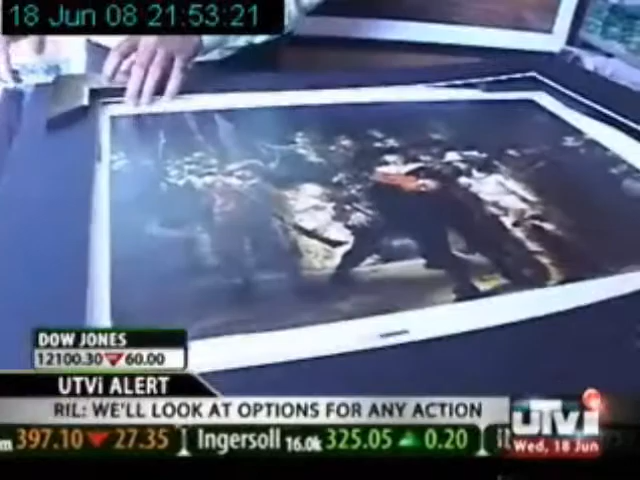 18 Jun 08 21:53:21
DOW JONES
12100.30 60.00
UTVi ALERT
RIL: WE'LL LOOK AT OPTIONS FOR ANY ACTION
UTVi
Wed, 18 Jun
m 397.10 27.35 Ingersoll 16.0k 325.05 0.20